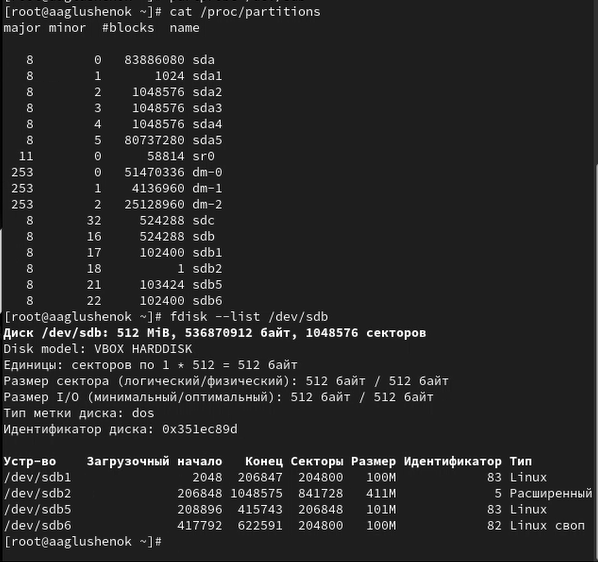 [root@aaglushenok ~]# cat /proc/partitions
major minor  #blocks  name

   8        0   83886080 sda
   8        1       1024 sda1
   8        2    1048576 sda2
   8        3    1048576 sda3
   8        4    1048576 sda4
   8        5   80737280 sda5
  11        0      58814 sr0
 253        0   51470336 dm-0
 253        1    4136960 dm-1
 253        2   25128960 dm-2
   8       32     524288 sdc
   8       16     524288 sdb
   8       17     102400 sdb1
   8       18          1 sdb2
   8       21     103424 sdb5
   8       22     102400 sdb6
[root@aaglushenok ~]# fdisk --list /dev/sdb
Диск /dev/sdb: 512 MiB, 536870912 байт, 1048576 секторов
Disk model: VBOX HARDDISK
Единицы: секторов по 1 * 512 = 512 байт
Размер сектора (логический/физический): 512 байт / 512 байт
Размер I/O (минимальный/оптимальный): 512 байт / 512 байт
Тип метки диска: dos
Идентификатор диска: 0x351ec89d

Устр-во    Загрузочный начало   Конец Секторы Размер Идентификатор Тип
/dev/sdb1                2048  206847  204800   100M            83 Linux
/dev/sdb2              206848 1048575  841728   411M             5 Расширенный
/dev/sdb5              208896  415743  206848   101M            83 Linux
/dev/sdb6              417792  622591  204800   100M            82 Linux своп
[root@aaglushenok ~]#